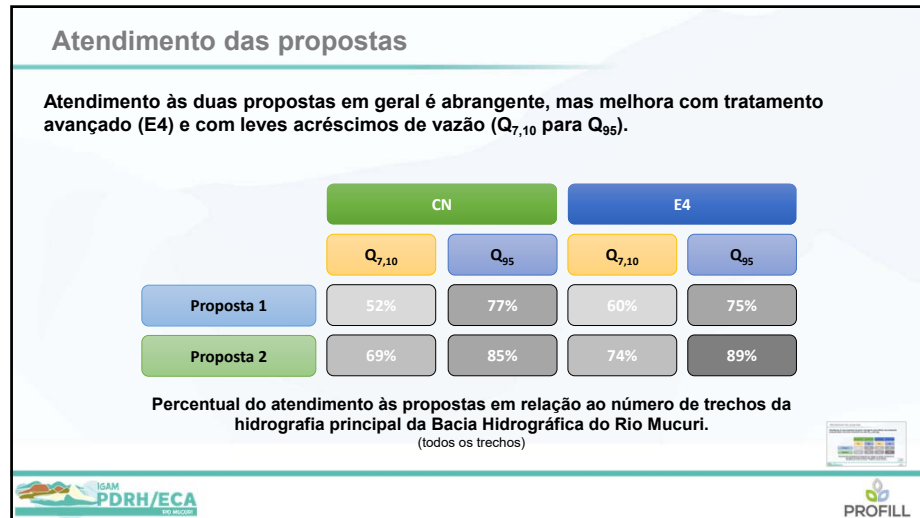 Atendimento das propostas
Atendimento às duas propostas em geral é abrangente, mas melhora com tratamento
avançado (E4) e com leves acréscimos de vazão (Q7,10 para Q95).
CN E4
Q7,10 Q95 Q7,10 Q95
Proposta 1 52% 77% 60% 75%
Proposta 2 69% 85% 74% 89%
Percentual do atendimento às propostas em relação ao número de trechos da
hidrografia principal da Bacia Hidrográfica do Rio Mucuri.
(todos os trechos)
IGAM
PDRH/ECA
RIO MUCURI
PROFILL